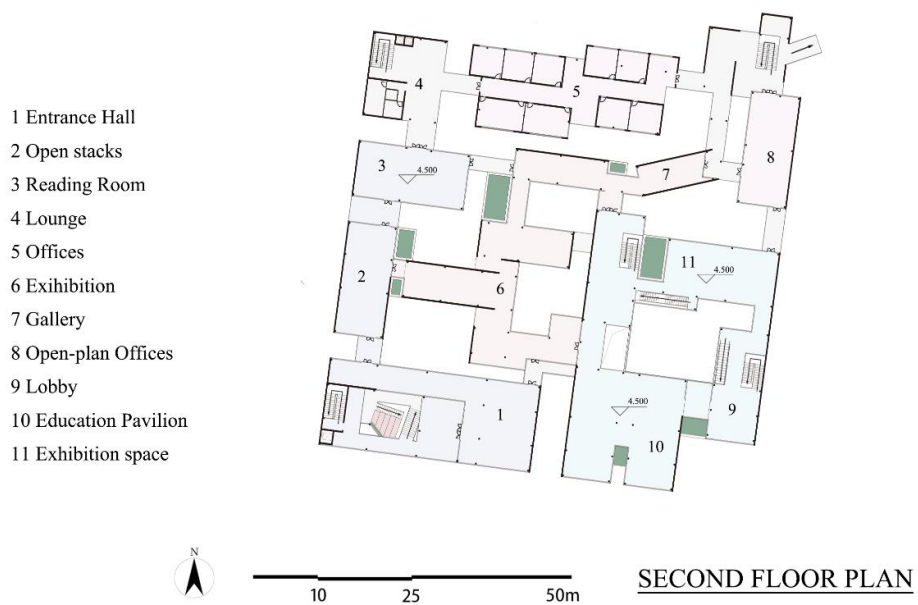 1 Entrance Hall
2 Open stacks
3 Reading Room
4 Lounge
5 Offices
6 Exihibition
7 Gallery
8 Open-plan Offices
9 Lobby
10 Education Pavilion
11 Exhibition space
4
5
3
4.500
7
8
2
6
11
4.500
1
4.500
9
10
N
10 25 50m
SECOND FLOOR PLAN